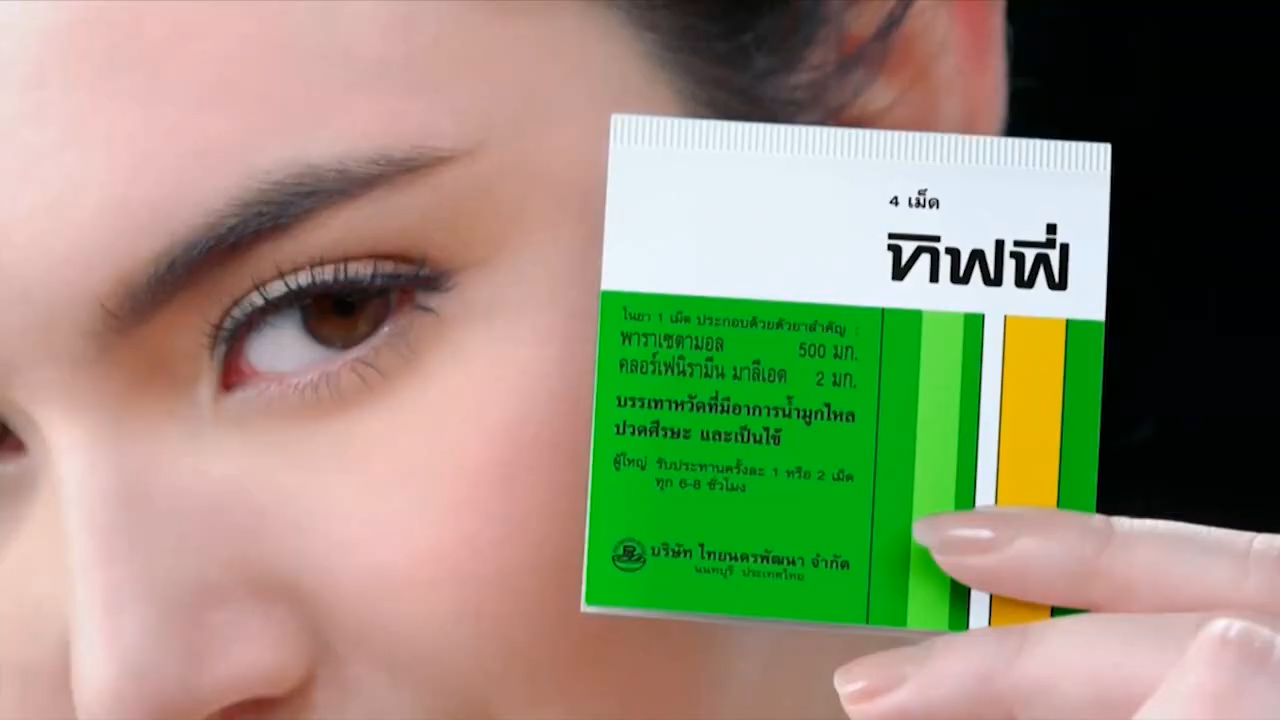 4 เม็ด
ทิฟฟี่
ในยา 1 เม็ด ประกอบด้วยตัวยาสำคัญ :
พาราเซตามอล 500 มก.
คลอร์เฟนิรามีน มาลีเอต 2 มก.
บรรเทาหวัดที่มีอาการน้ำมูกไหล
ปวดศีรษะ และเป็นไข้
ผู้ใหญ่ รับประทานครั้งละ 1 หรือ 2 เม็ด
ทุก 6-8 ชั่วโมง
บริษัท ไทยนครพัฒนา จำกัด
นนทบุรี ประเทศไทย